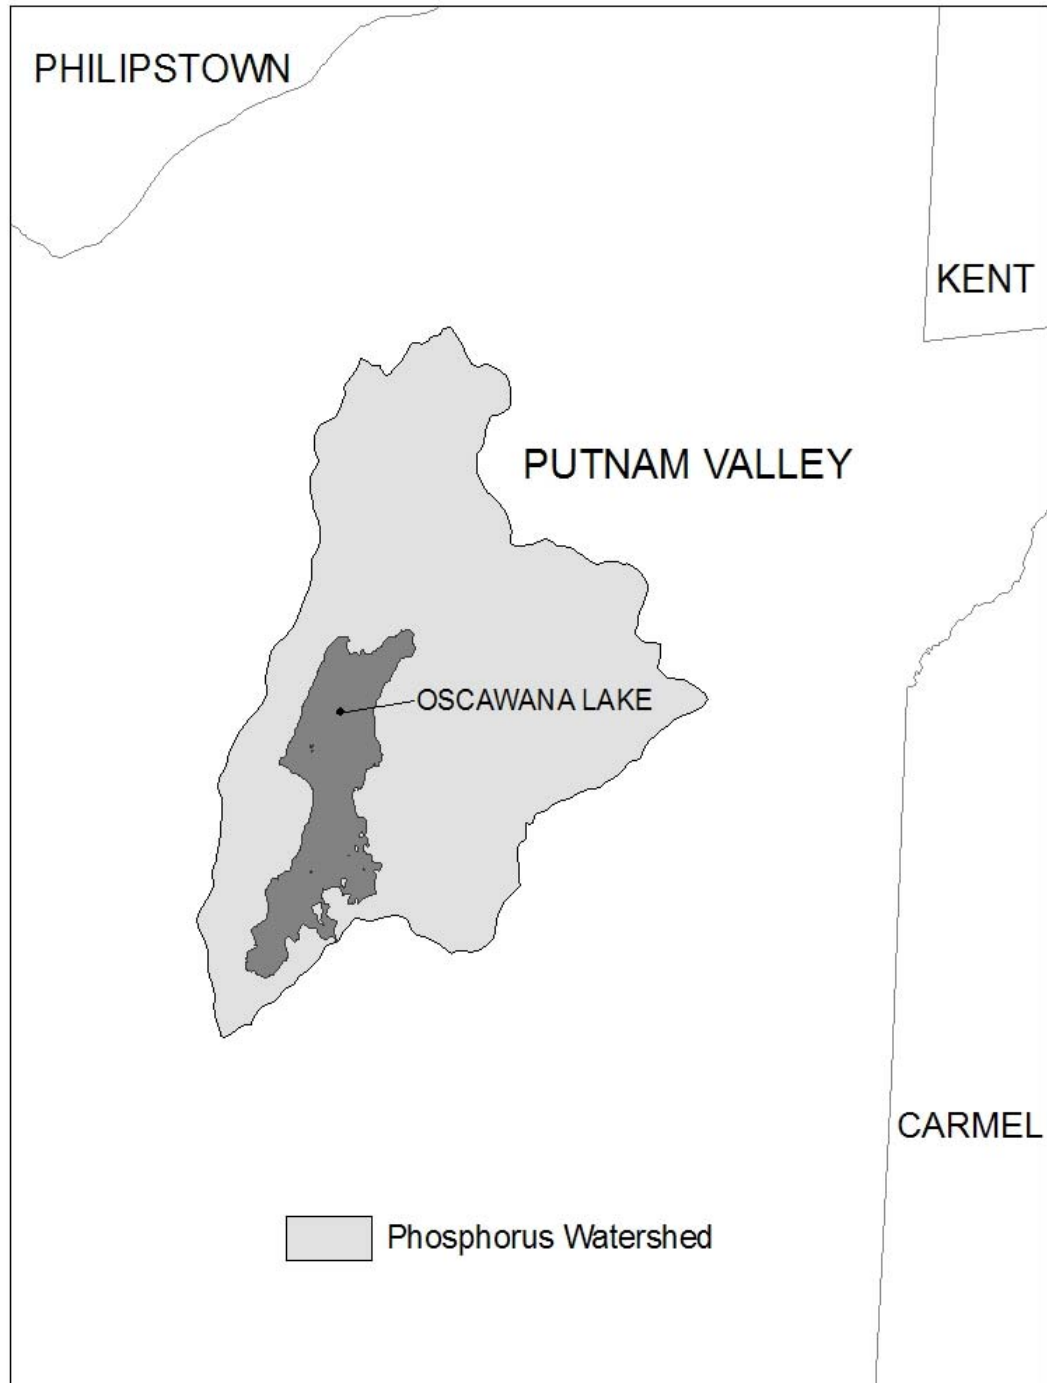 PHILIPSTOWN
KENT
PUTNAM VALLEY
OSCAWANA LAKE
CARMEL
Phosphorus Watershed